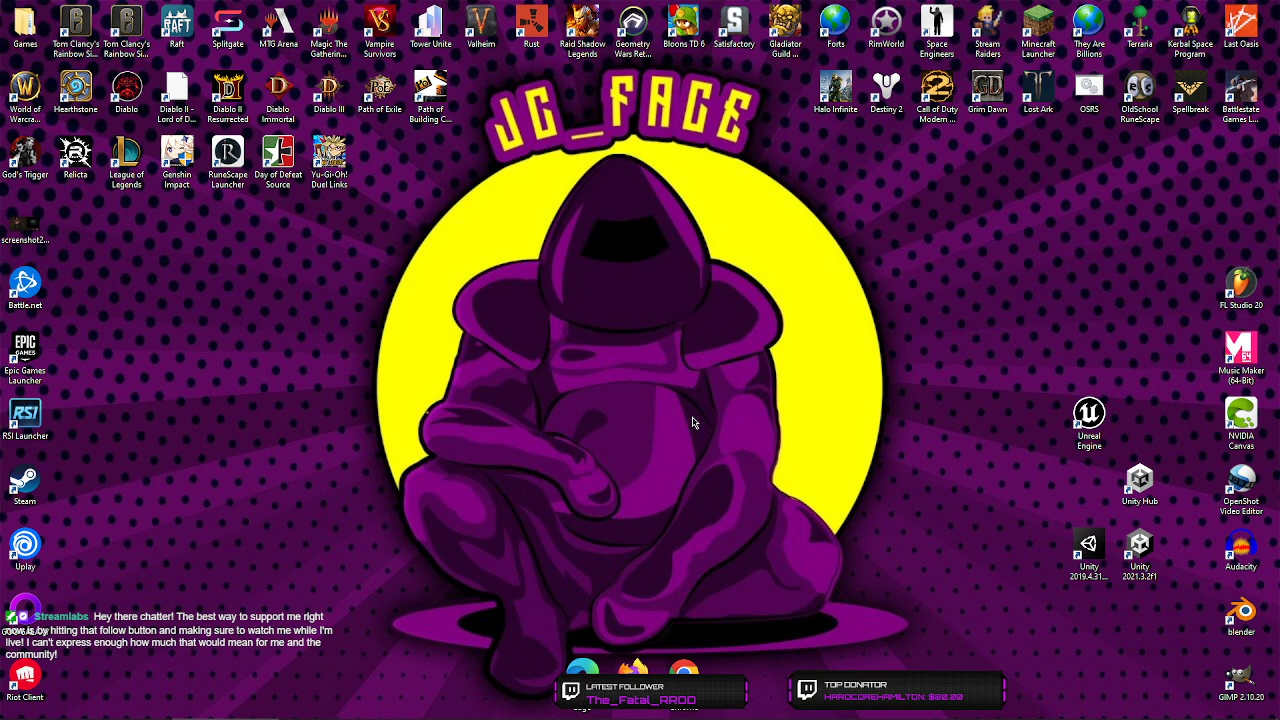 Games
Tom Clancy's
Rainbow S...
Tom Clancy's
Rainbow Si...
Raft
Splitgate
MTG Arena
Magic The
Gatherin...
Vampire
Survivors
Tower Unite
Valheim
Rust
Raid Shadow
Legends
Geometry
Wars Ret...
Bloons TD 6
Satisfactory
Gladiator
Guild ...
Forts
RimWorld
Space
Engineers
Stream
Raiders
Minecraft
Launcher
They Are
Billions
Terraria
Kerbal Space
Program
Last Oasis
World of
Warcra...
Hearthstone
Diablo
Diablo II -
Lord of D...
Diablo II
Resurrected
Diablo
Immortal
Diablo III
Path of Exile
Path of
Building C...
Halo Infinite
Destiny 2
Call of Duty
Modern ...
Grim Dawn
Lost Ark
OSRS
OldSchool
RuneScape
Spellbreak
Battlestate
Games L...
JG_FAGE
God's Trigger
Relicta
League of
Legends
Genshin
Impact
RuneScape
Launcher
Day of Defeat
Source
Yu-Gi-Oh!
Duel Links
screenshot2...
Battle.net
FL Studio 20
EPIC
GAMES
Epic Games
Launcher
Music Maker
(64-Bit)
RSI
RSI Launcher
Unreal
Engine
NVIDIA
Canvas
Steam
Unity Hub
OpenShot
Video Editor
Uplay
Unity
2019.4.31...
Unity
2021.3.2f1
Audacity
Streamlabs Hey there chatter! The best way to support me right
now is by hitting that follow button and making sure to watch me while I'm
live! I can't express enough how much that would mean for me and the
community!
blender
Riot Client
LATEST FOLLOWER
The_Fatal_RROD
TOP DONATOR
HARDCOREHAMILTON: $20.00
GIMP 2.10.20